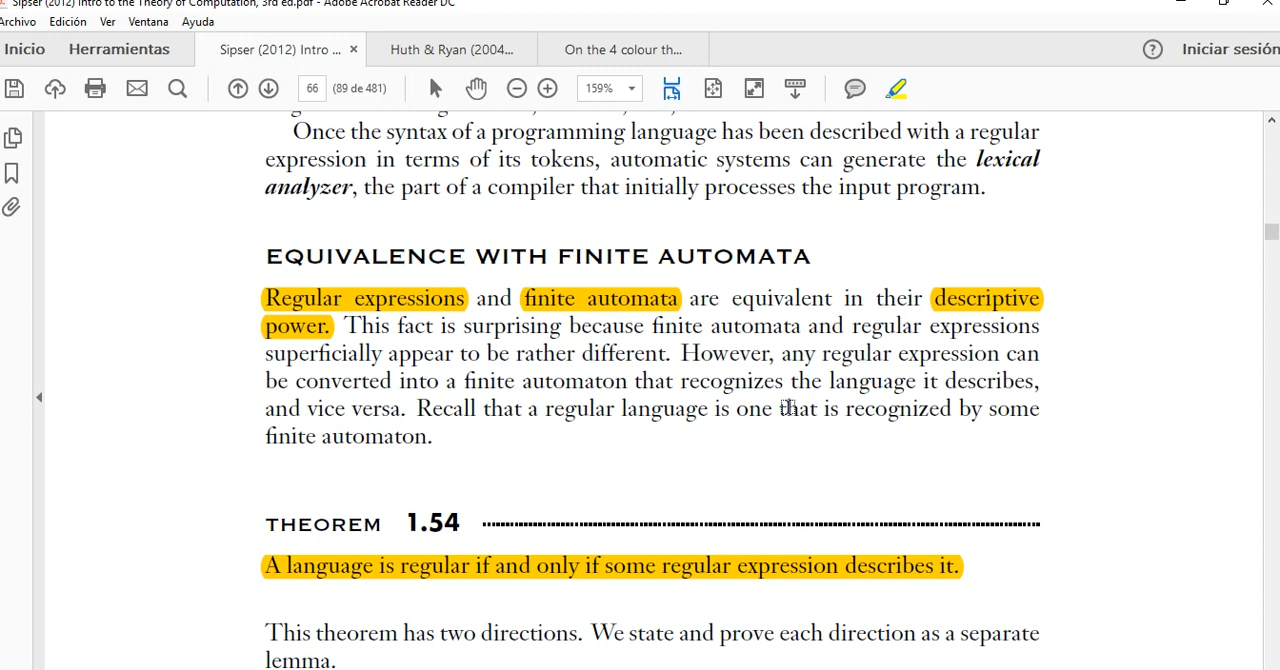 Sipser (2012) Intro to the Theory of Computation, 3rd ed.pdf - Adobe Acrobat Reader DC
Archivo Edición Ver Ventana Ayuda
Inicio Herramientas Sipser (2012) Intro ... × Huth & Ryan (2004... On the 4 colour th... ? Iniciar sesión
66 (89 de 481) 159%
Once the syntax of a programming language has been described with a regular
expression in terms of its tokens, automatic systems can generate the lexical
analyzer, the part of a compiler that initially processes the input program.
EQUIVALENCE WITH FINITE AUTOMATA
Regular expressions and finite automata are equivalent in their descriptive
power. This fact is surprising because finite automata and regular expressions
superficially appear to be rather different. However, any regular expression can
be converted into a finite automaton that recognizes the language it describes,
and vice versa. Recall that a regular language is one that is recognized by some
finite automaton.
THEOREM 1.54
A language is regular if and only if some regular expression describes it.
This theorem has two directions. We state and prove each direction as a separate
lemma.